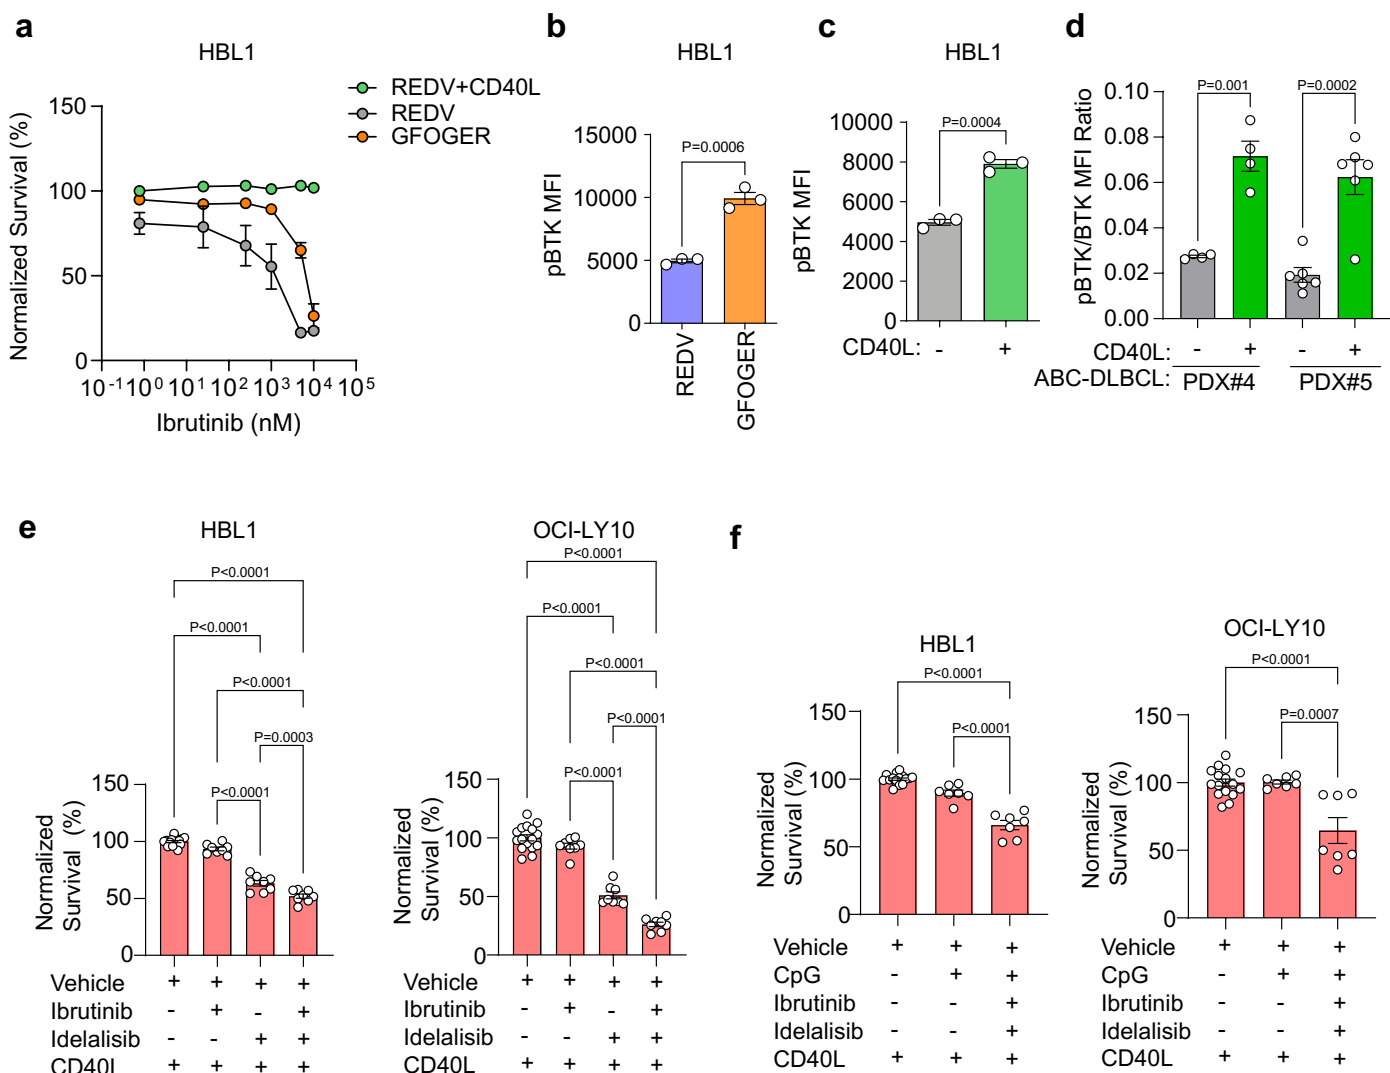 a
HBL1
REDV+CD40L
REDV
GFOGER
Normalized Survival (%)
150
100
50
0
10⁻¹ 10⁰ 10¹ 10² 10³ 10⁴ 10⁵
Ibrutinib (nM)
b
HBL1
P=0.0006
pBTK MFI
15000
10000
5000
0
REDV
GFOGER
c
HBL1
P=0.0004
pBTK MFI
10000
8000
6000
4000
2000
0
CD40L: - +
d
P=0.001
P=0.0002
pBTK/BTK MFI Ratio
0.10
0.08
0.06
0.04
0.02
0.00
CD40L: - + - +
ABC-DLBCL: PDX#4 PDX#5
e
HBL1
P<0.0001
P<0.0001
P<0.0001
P=0.0003
P<0.0001
Normalized
Survival (%)
150
100
50
0
Vehicle + + + +
Ibrutinib - + - +
Idelalisib - - + +
CD40L + + + +
OCI-LY10
P<0.0001
P<0.0001
P<0.0001
P<0.0001
P<0.0001
Normalized
Survival (%)
150
100
50
0
Vehicle + + + +
Ibrutinib - + - +
Idelalisib - - + +
CD40L + + + +
f
HBL1
P<0.0001
P<0.0001
Normalized
Survival (%)
150
100
50
0
Vehicle + + +
CpG - + +
Ibrutinib - - +
Idelalisib - - +
CD40L + + +
OCI-LY10
P<0.0001
P=0.0007
Normalized
Survival (%)
150
100
50
0
Vehicle + + +
CpG - + +
Ibrutinib - - +
Idelalisib - - +
CD40L + + +